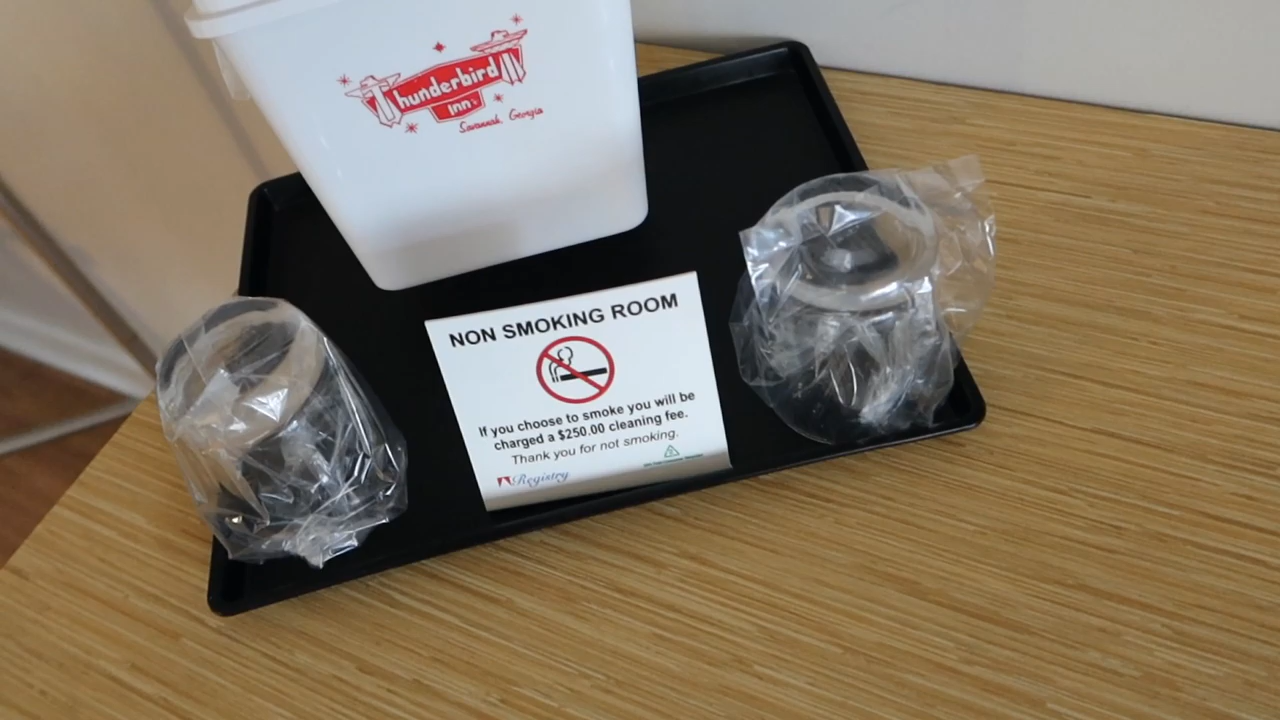 Thunderbird
Inn
Savannah, Georgia
NON SMOKING ROOM
If you choose to smoke you will be
charged a $250.00 cleaning fee.
Thank you for not smoking.
Registry